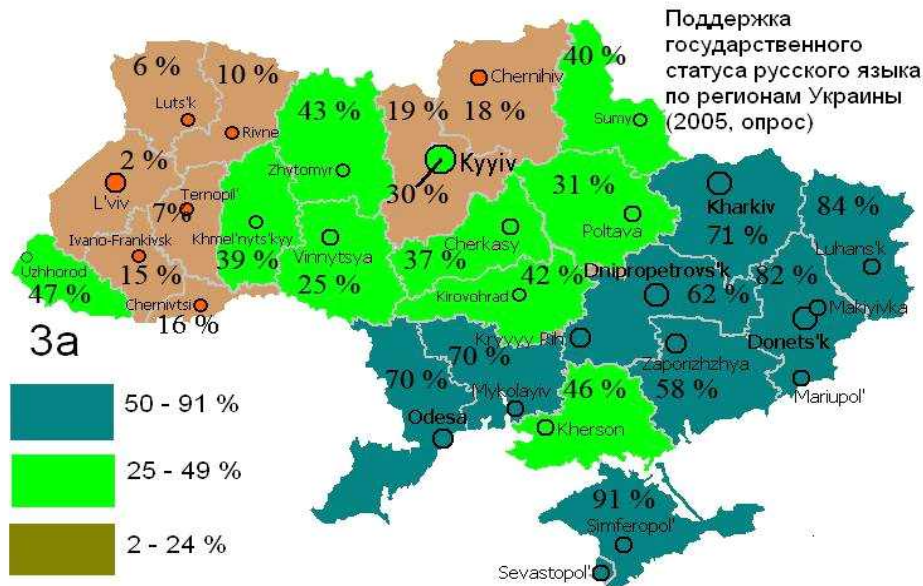 Поддержка
государственного
статуса русского языка
по регионам Украины
(2005, опрос)
6 %
Luts'k
10 %
Rivne
43 %
Zhytomyr
19 %
Chernihiv
18 %
40 %
Sumy
Kyyiv
30 %
2 %
L'viv
Ternopil'
7%
Ivano-Frankivsk
15 %
Khmel'nyts'kyy
39 %
Vinnytsya
25 %
Cherkasy
37 %
31 %
Poltava
Kharkiv
71 %
84 %
Luhans'k
Uzhhorod
47 %
Chernivtsi
16 %
42 %
Kirovohrad
Dnipropetrovs'k
62 %
82 %
Makiyivka
Donets'k
Kryvyy Rih
Zaporizhzhya
58 %
Mariupol'
70 %
Odesa
70 %
Mykolayiv
46 %
Kherson
91 %
Simferopol'
Sevastopol'
За
50 - 91 %
25 - 49 %
2 - 24 %